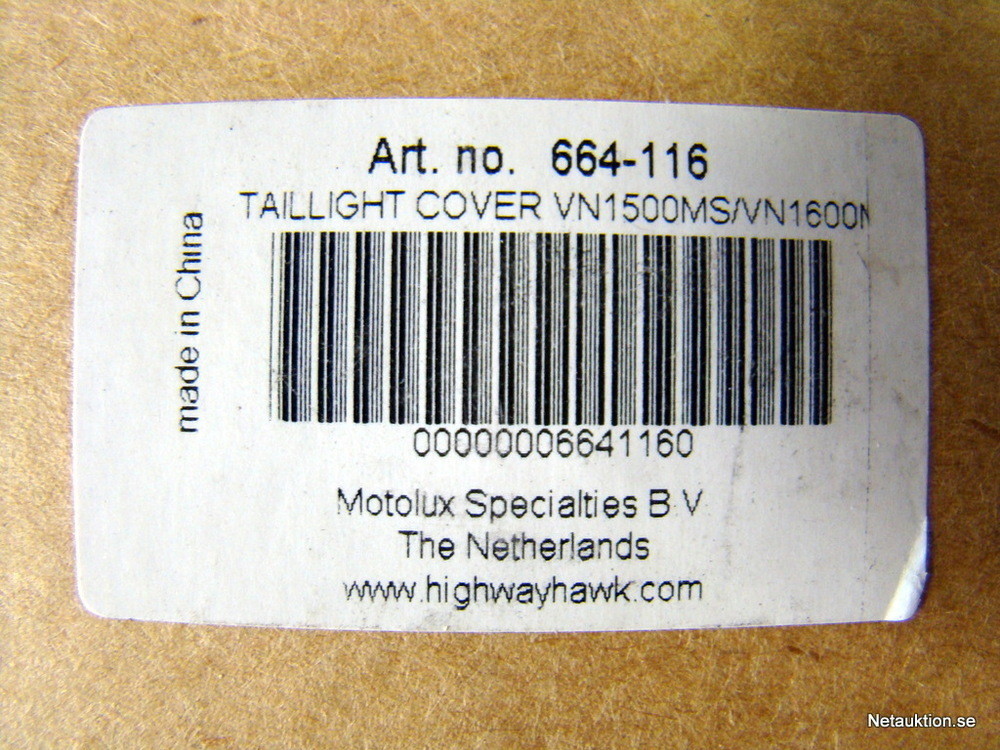 Art. no. 664-116
TAILLIGHT COVER VN1500MS/VN1600N
made in China
00000006641160
Motolux Specialties B V
The Netherlands
www.highwayhawk.com
Netauktion.se